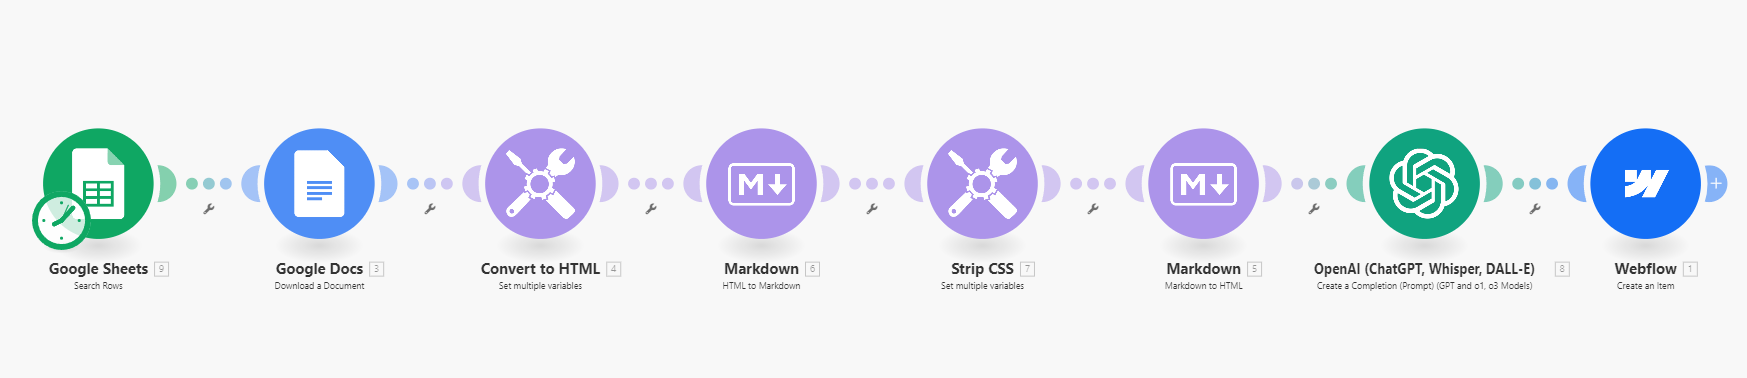 Google Sheets 9
Search Rows
Google Docs 3
Download a Document
Convert to HTML 4
Set multiple variables
M
Markdown 6
HTML to Markdown
Strip CSS 7
Set multiple variables
M
Markdown 5
Markdown to HTML
OpenAI (ChatGPT, Whisper, DALL-E) 8
Create a Completion (Prompt) (GPT and o1, o3 Models)
Webflow 1
Create an Item